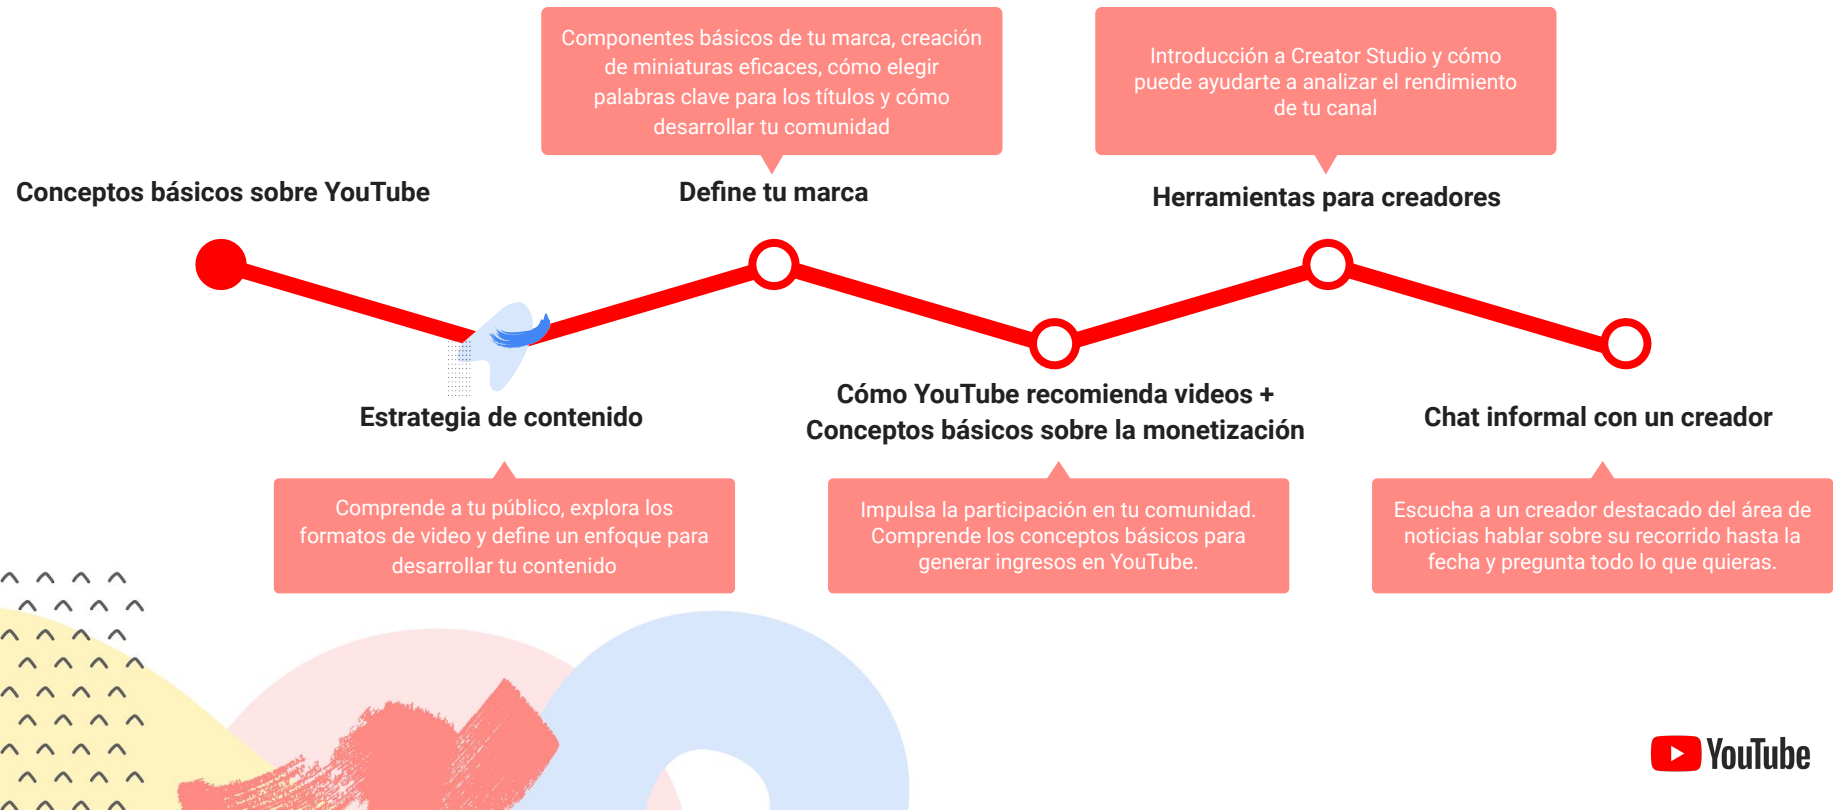 Conceptos básicos sobre YouTube
Estrategia de contenido
Comprende a tu público, explora los
formatos de video y define un enfoque para
desarrollar tu contenido
Componentes básicos de tu marca, creación
de miniaturas eficaces, cómo elegir
palabras clave para los títulos y cómo
desarrollar tu comunidad
Define tu marca
Cómo YouTube recomienda videos +
Conceptos básicos sobre la monetización
Impulsa la participación en tu comunidad.
Comprende los conceptos básicos para
generar ingresos en YouTube.
Introducción a Creator Studio y cómo
puede ayudarte a analizar el rendimiento
de tu canal
Herramientas para creadores
Chat informal con un creador
Escucha a un creador destacado del área de
noticias hablar sobre su recorrido hasta la
fecha y pregunta todo lo que quieras.
YouTube